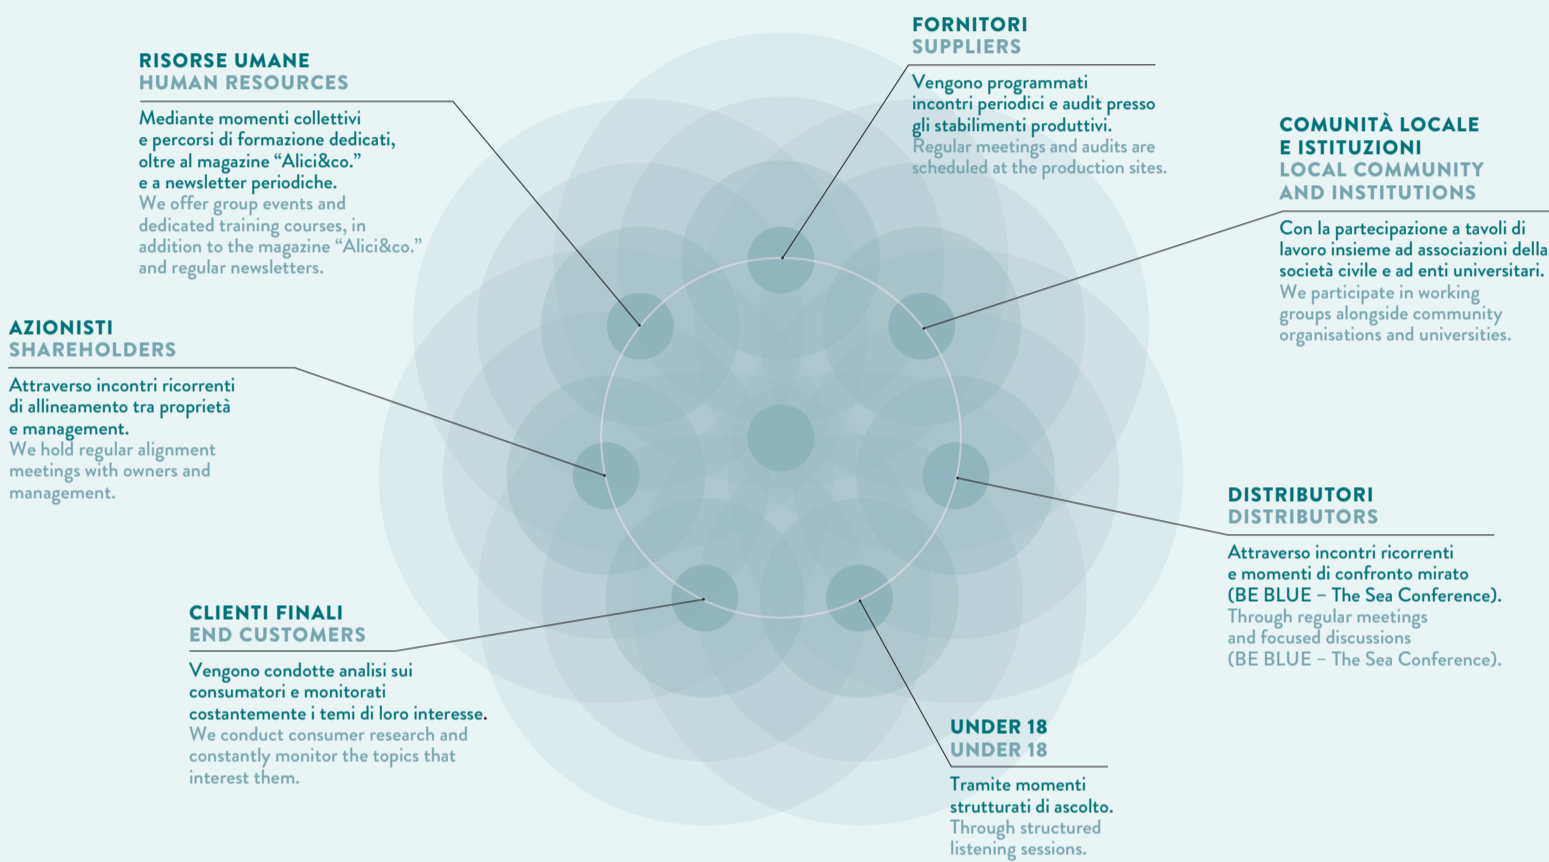 RISORSE UMANE
HUMAN RESOURCES
Mediante momenti collettivi
e percorsi di formazione dedicati,
oltre al magazine “Alici&co.”
e a newsletter periodiche.
We offer group events and
dedicated training courses, in
addition to the magazine “Alici&co.”
and regular newsletters.
FORNITORI
SUPPLIERS
Vengono programmati
incontri periodici e audit presso
gli stabilimenti produttivi.
Regular meetings and audits are
scheduled at the production sites.
COMUNITÀ LOCALE
E ISTITUZIONI
LOCAL COMMUNITY
AND INSTITUTIONS
Con la partecipazione a tavoli di
lavoro insieme ad associazioni della
società civile e ad enti universitari.
We participate in working
groups alongside community
organisations and universities.
AZIONISTI
SHAREHOLDERS
Attraverso incontri ricorrenti
di allineamento tra proprietà
e management.
We hold regular alignment
meetings with owners and
management.
DISTRIBUTORI
DISTRIBUTORS
Attraverso incontri ricorrenti
e momenti di confronto mirato
(BE BLUE – The Sea Conference).
Through regular meetings
and focused discussions
(BE BLUE – The Sea Conference).
CLIENTI FINALI
END CUSTOMERS
Vengono condotte analisi sui
consumatori e monitorati
costantemente i temi di loro interesse.
We conduct consumer research and
constantly monitor the topics that
interest them.
UNDER 18
UNDER 18
Tramite momenti
strutturati di ascolto.
Through structured
listening sessions.